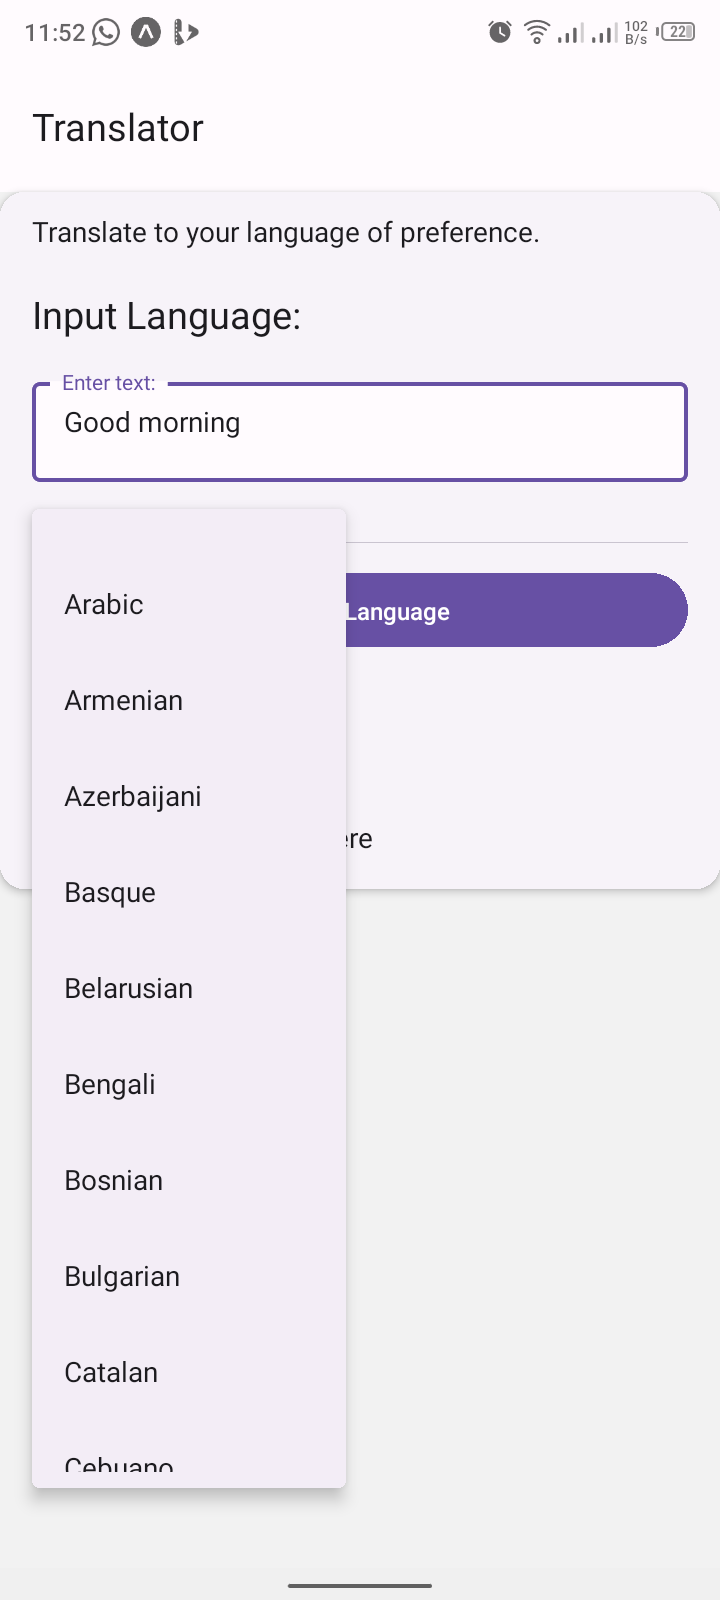 11:52
102
B/s
22
Translator
Translate to your language of preference.
Input Language:
Enter text:
Good morning
Language
Arabic
Armenian
Azerbaijani
ere
Basque
Belarusian
Bengali
Bosnian
Bulgarian
Catalan
Cebuano